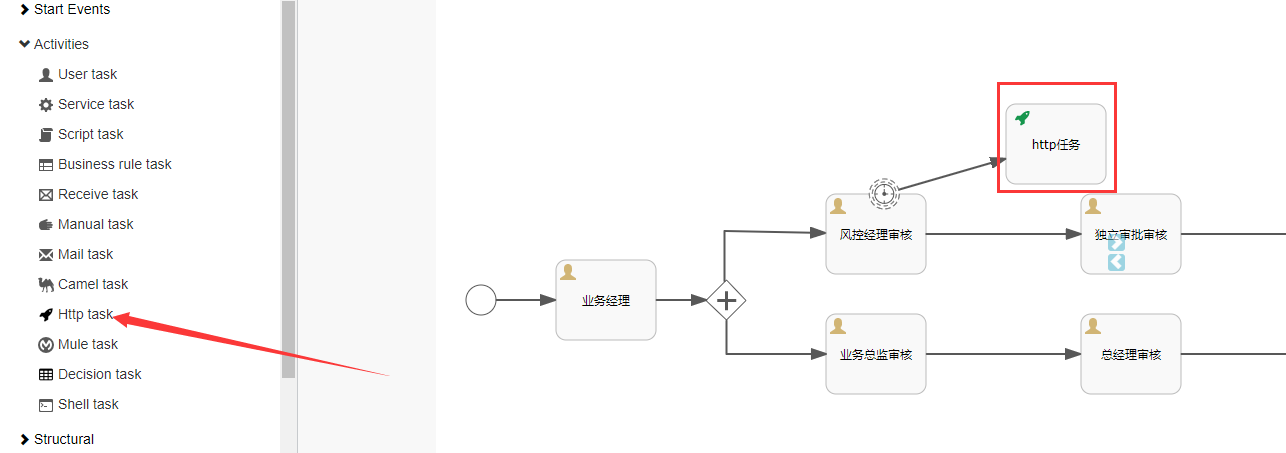 Start Events
Activities
User task
Service task
Script task
Business rule task
Receive task
Manual task
Mail task
Camel task
Http task
Mule task
Decision task
Shell task
Structural
http任务
风控经理审核
独立审批审核
业务经理
业务总监审核
总经理审核